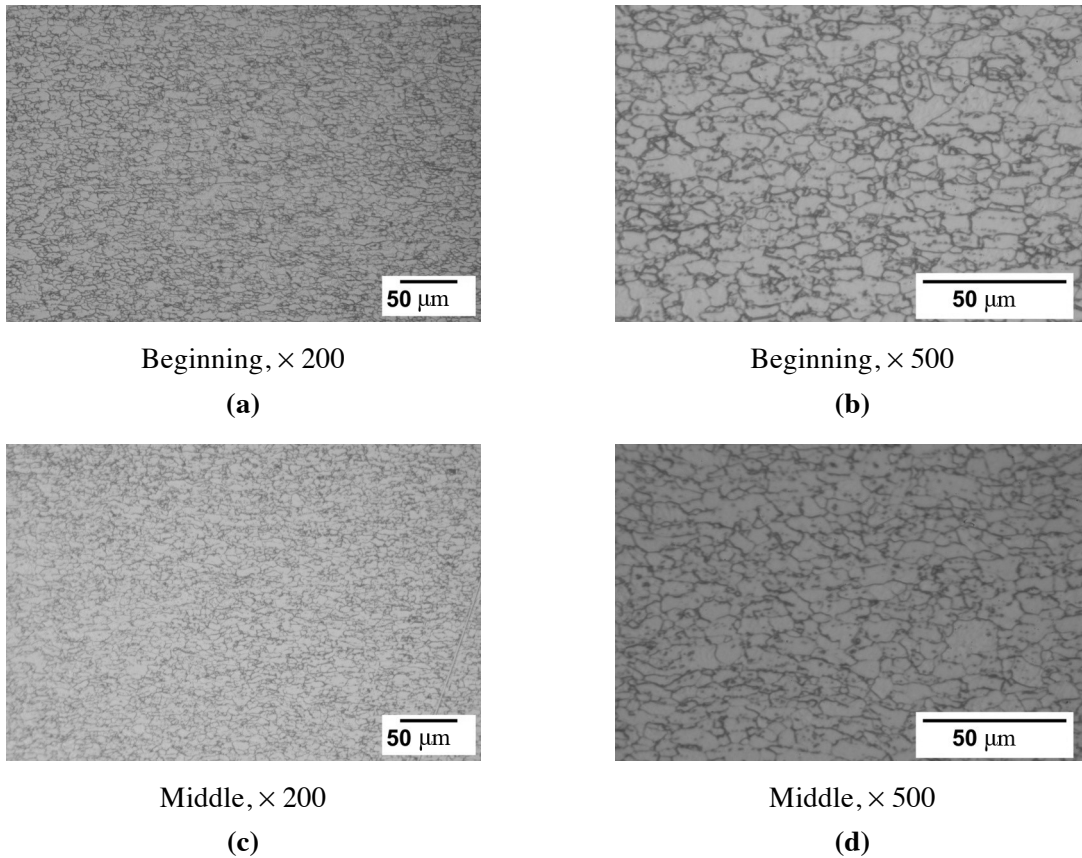 50 μm
50 μm
Beginning, × 200
Beginning, × 500
(a)
(b)
50 μm
50 μm
Middle, × 200
Middle, × 500
(c)
(d)